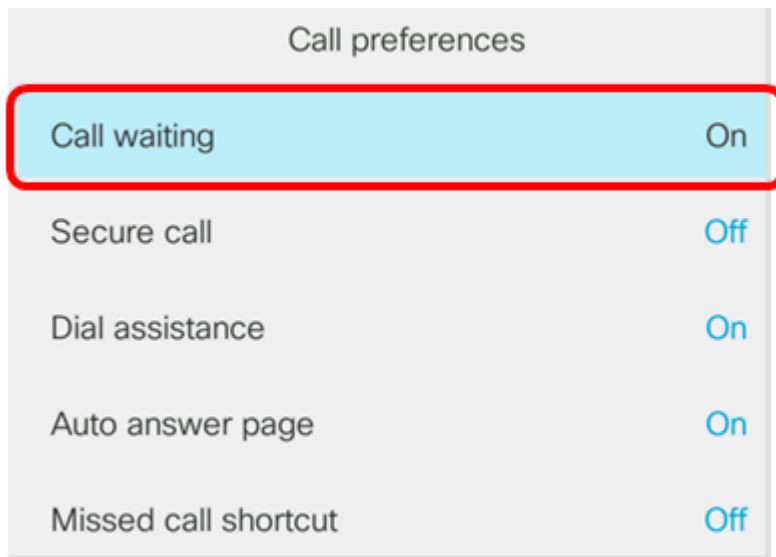 Call preferences
Call waiting On
Secure call Off
Dial assistance On
Auto answer page On
Missed call shortcut Off